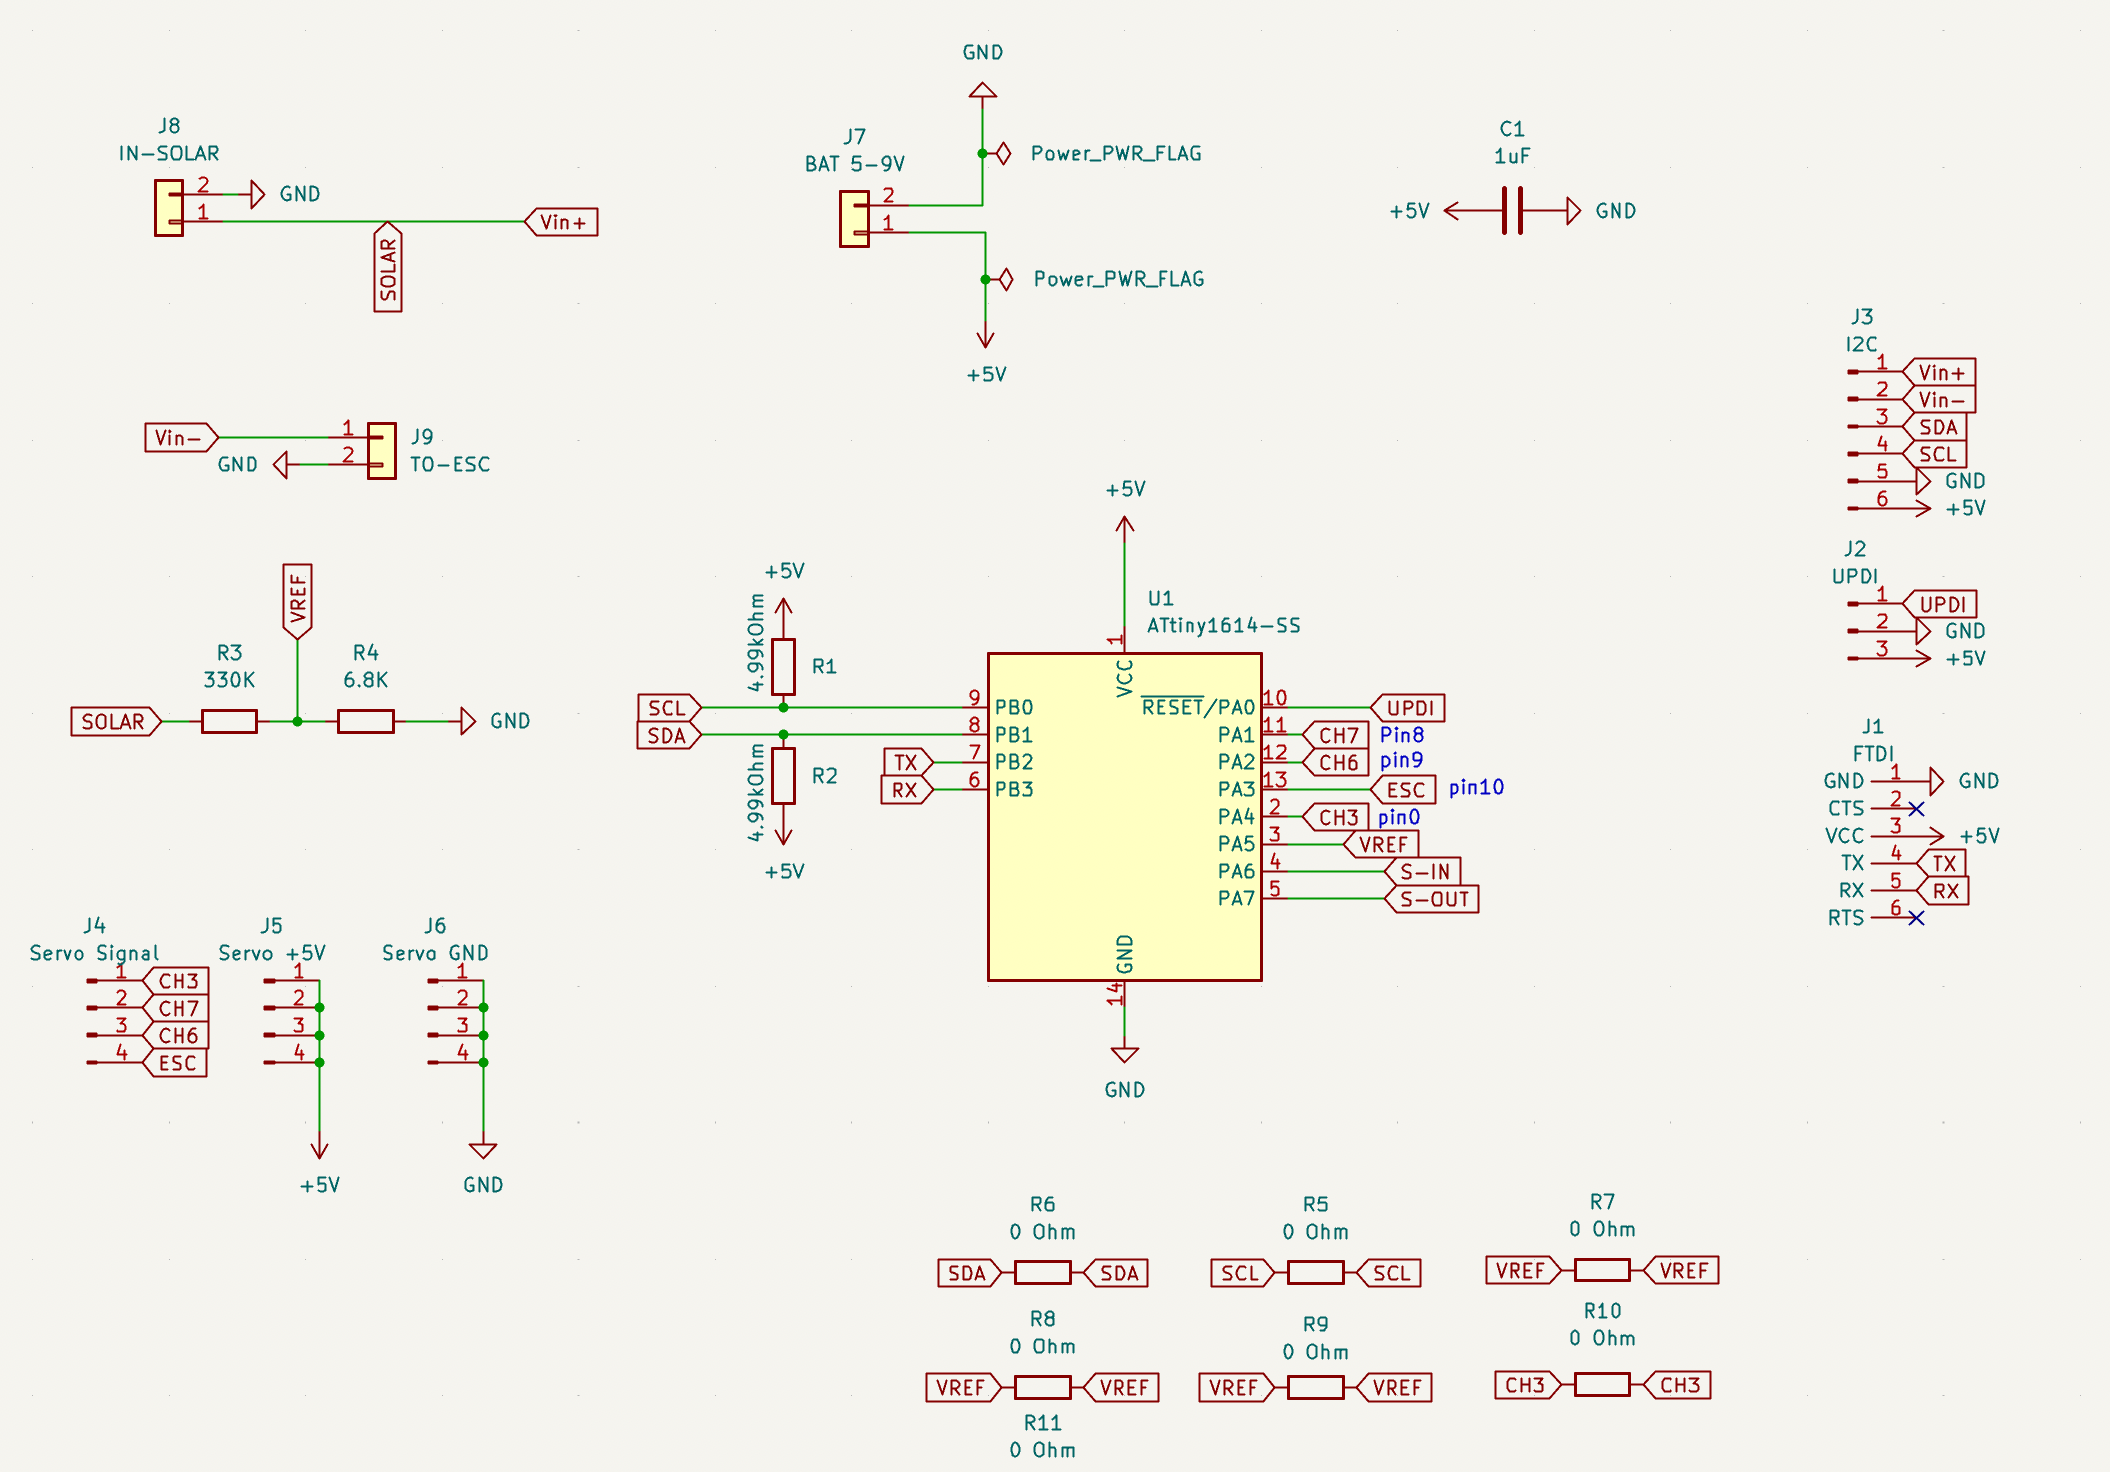 J8
IN-SOLAR
2
GND
1
Vin+
SOLAR
GND
Power_PWR_FLAG
J7
BAT 5-9V
2
1
Power_PWR_FLAG
+5V
C1
1uF
+5V
GND
J3
I2C
1
Vin+
2
Vin-
3
SDA
4
SCL
5
GND
6
+5V
J2
UPDI
1
UPDI
2
GND
3
+5V
J1
FTDI
GND
1
GND
CTS
2
VCC
3
+5V
TX
4
TX
RX
5
RX
RTS
6
Vin-
1
GND
2
J9
TO-ESC
VREF
R3
330K
R4
6.8K
SOLAR
GND
+5V
4.99kOhm
R1
SCL
SDA
4.99kOhm
R2
+5V
TX
RX
+5V
U1
ATtiny1614-SS
1
VCC
9
PB0
8
PB1
7
PB2
6
PB3
RESET/PA0
10
UPDI
PA1
11
CH7
Pin8
PA2
12
CH6
pin9
PA3
13
ESC
pin10
PA4
2
CH3
pin0
PA5
3
VREF
PA6
4
S-IN
PA7
5
S-OUT
GND
14
GND
J4
Servo Signal
1
CH3
2
CH7
3
CH6
4
ESC
J5
Servo +5V
1
2
3
4
+5V
J6
Servo GND
1
2
3
4
GND
R6
0 Ohm
SDA
SDA
R5
0 Ohm
SCL
SCL
R7
0 Ohm
VREF
VREF
R8
0 Ohm
VREF
VREF
R9
0 Ohm
VREF
VREF
R10
0 Ohm
CH3
CH3
R11
0 Ohm